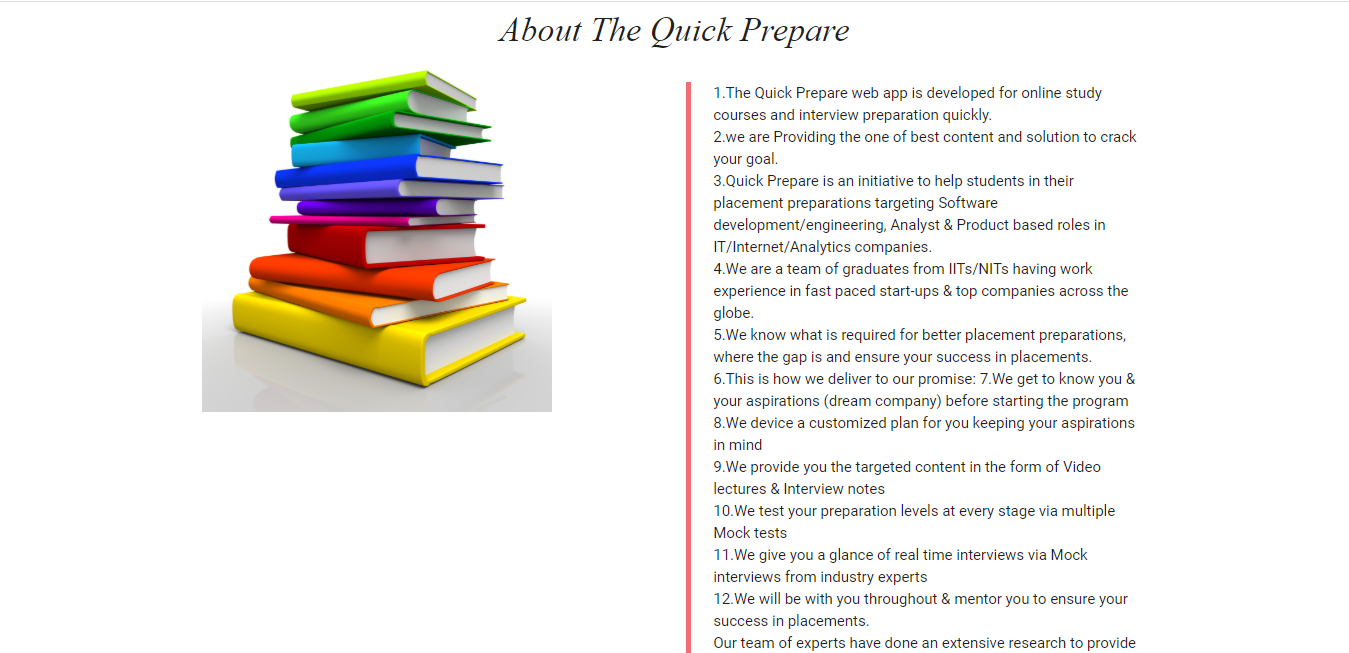 About The Quick Prepare
1.The Quick Prepare web app is developed for online study
courses and interview preparation quickly.
2.we are Providing the one of best content and solution to crack
your goal.
3.Quick Prepare is an initiative to help students in their
placement preparations targeting Software
development/engineering, Analyst & Product based roles in
IT/Internet/Analytics companies.
4.We are a team of graduates from IITs/NITs having work
experience in fast paced start-ups & top companies across the
globe.
5.We know what is required for better placement preparations,
where the gap is and ensure your success in placements.
6.This is how we deliver to our promise: 7.We get to know you &
your aspirations (dream company) before starting the program
8.We device a customized plan for you keeping your aspirations
in mind
9.We provide you the targeted content in the form of Video
lectures & Interview notes
10.We test your preparation levels at every stage via multiple
Mock tests
11.We give you a glance of real time interviews via Mock
interviews from industry experts
12.We will be with you throughout & mentor you to ensure your
success in placements.
Our team of experts have done an extensive research to provide